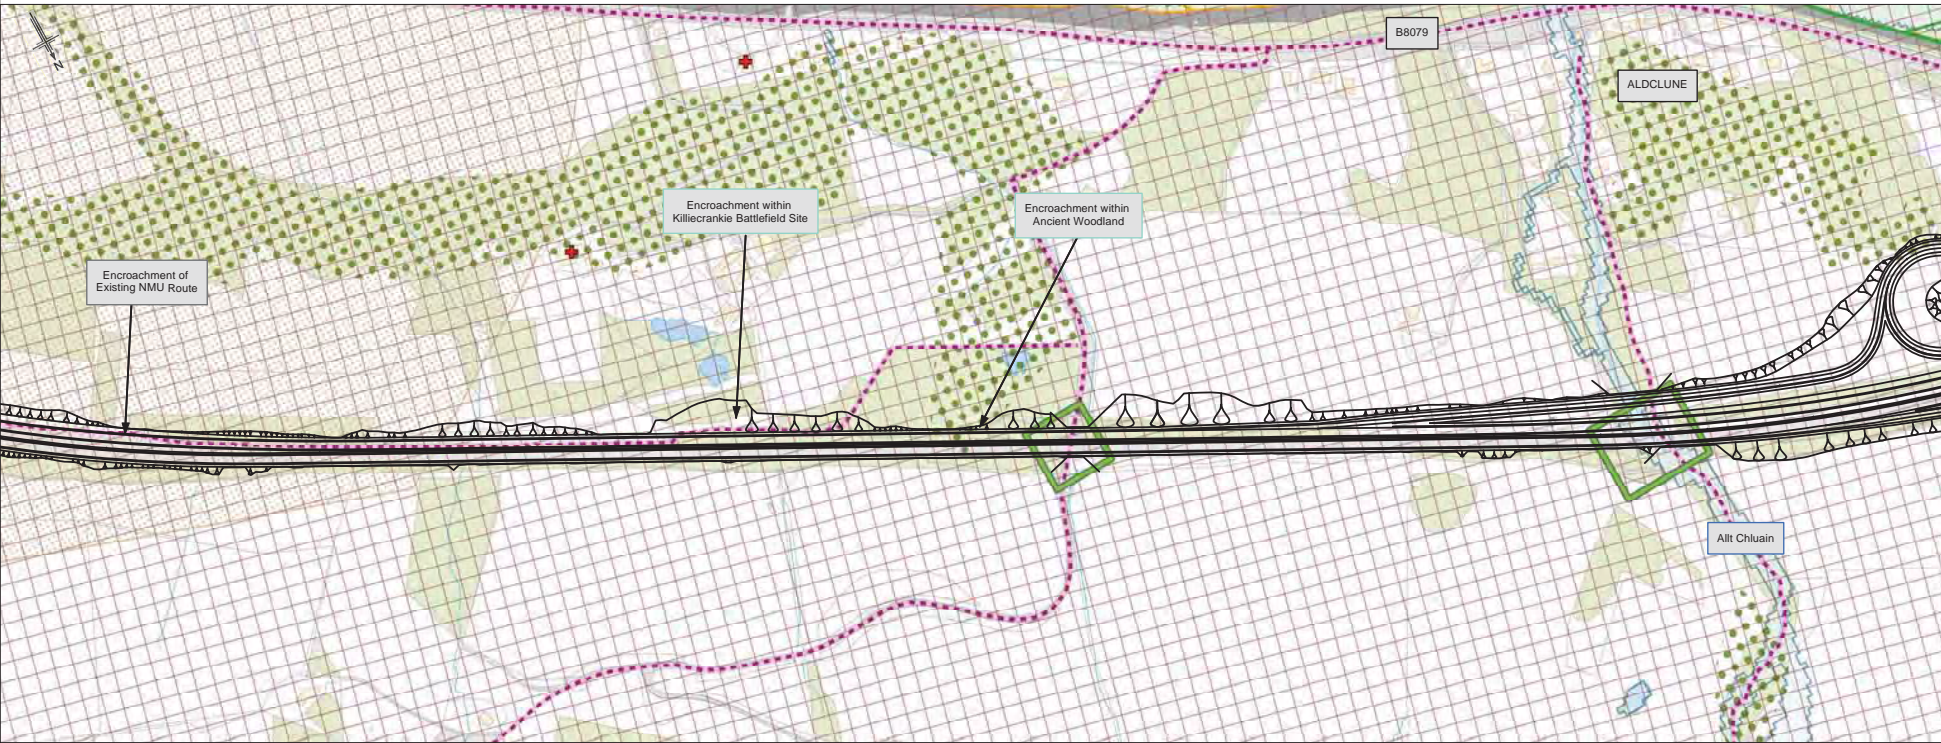 N
B8079
ALDCLUNE
Encroachment within
Killiecrankie Battlefield Site
Encroachment within
Ancient Woodland
Encroachment of
Existing NMU Route
Allt Chluain